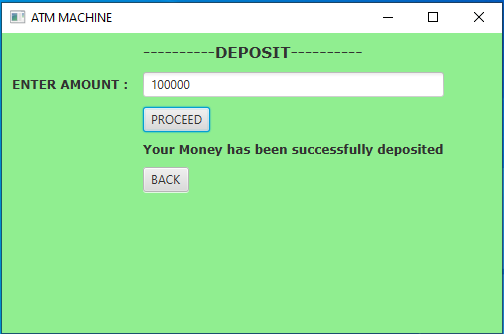 ATM MACHINE
----------DEPOSIT----------
ENTER AMOUNT : 100000
PROCEED
Your Money has been successfully deposited
BACK